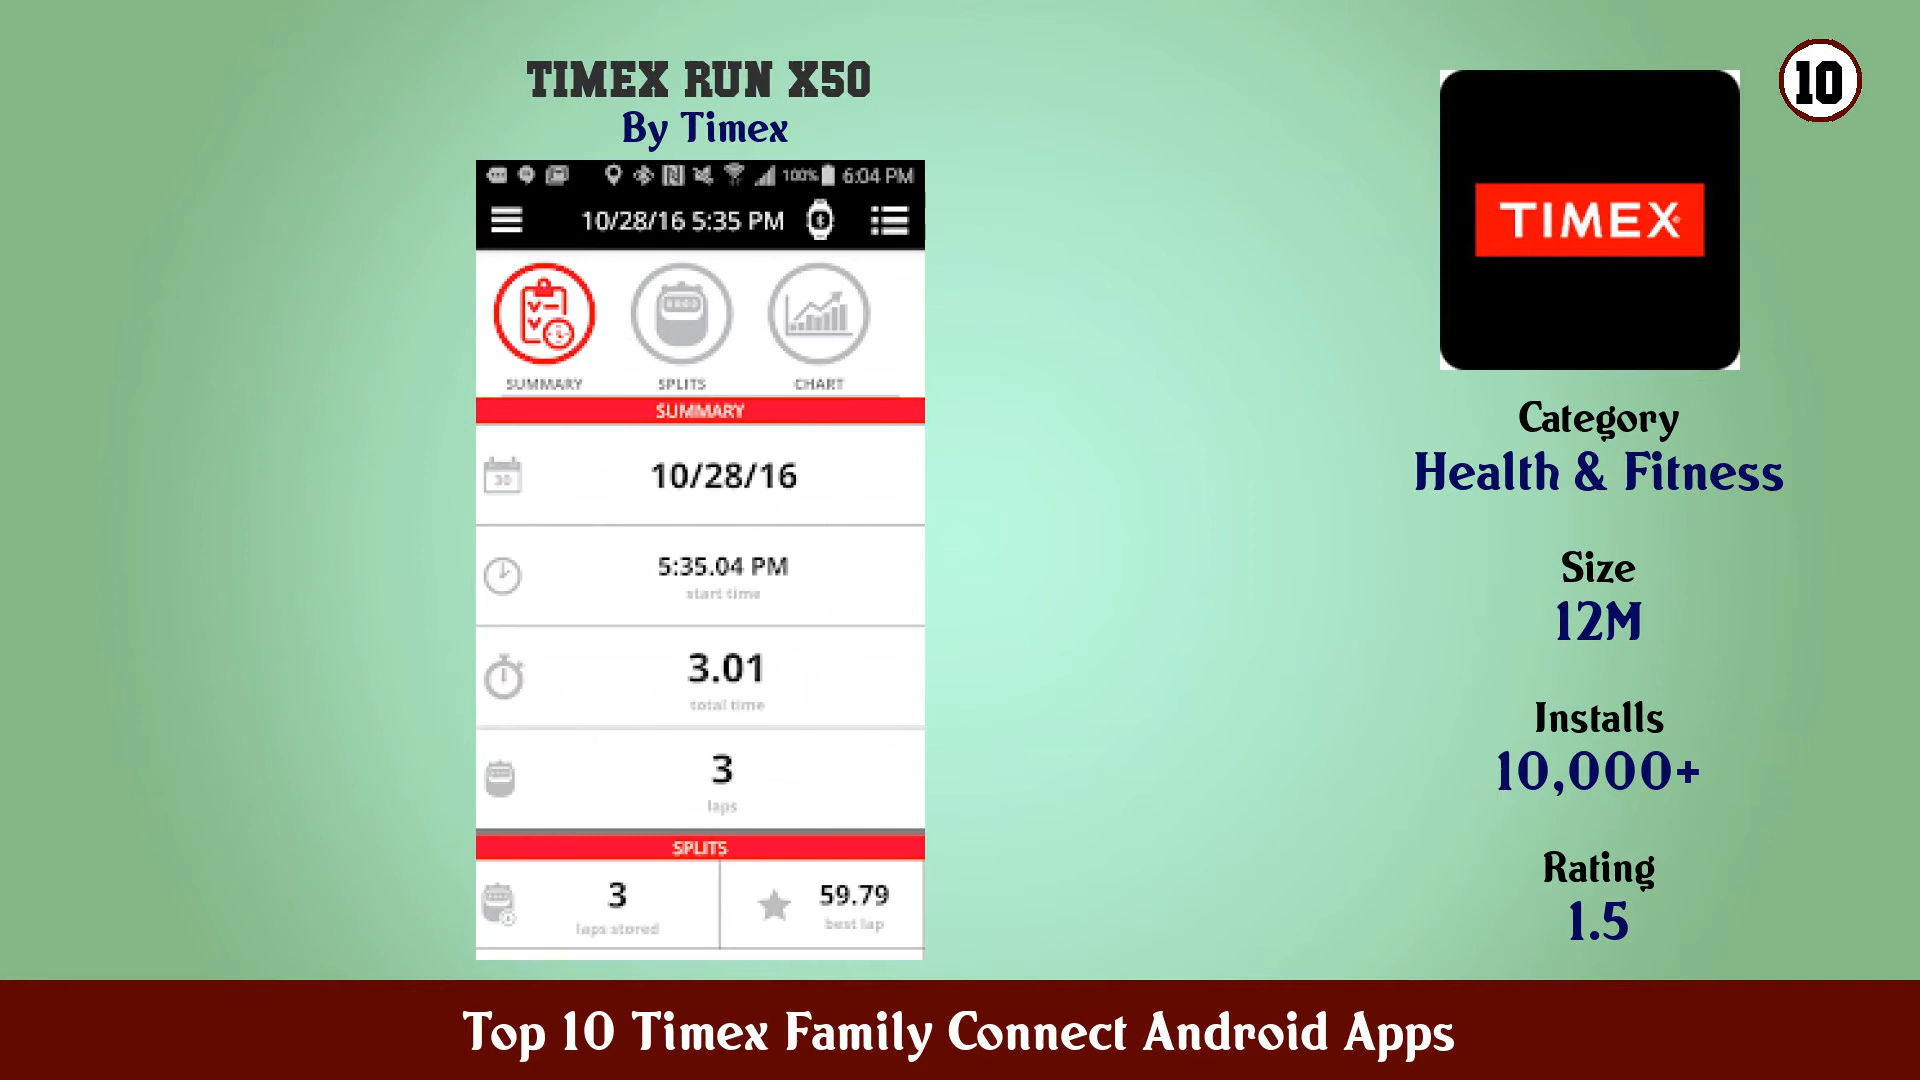 TIMEX RUN X50
By Timex
100% 6:04 PM
10/28/16 5:35 PM
SUMMARY
SPLITS
CHART
SUMMARY
30
10/28/16
5:35.04 PM
start time
3.01
total time
3
laps
SPLITS
3
laps stored
59.79
best lap
10
TIMEX
Category
Health & Fitness
Size
12M
Installs
10,000+
Rating
1.5
Top 10 Timex Family Connect Android Apps